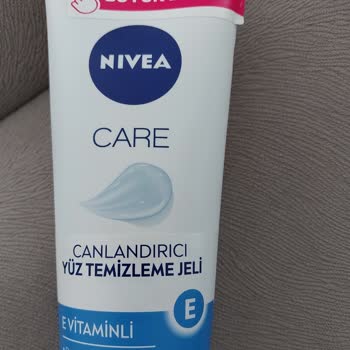 NIVEA
CARE
CANLANDIRICI
YÜZ TEMİZLEME JELİ
E
E VİTAMİNLİ